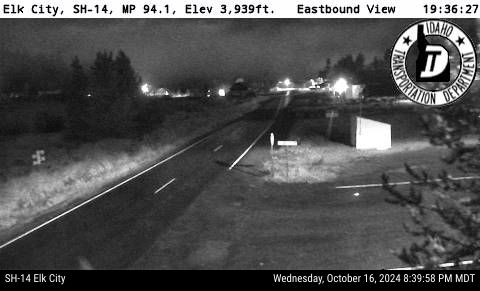 Elk City, SH-14, MP 94.1, Elev 3,939ft. Eastbound View 19:36:27
IDAHO
TRANSPORTATION DEPARTMENT
SH-14 Elk City Wednesday, October 16, 2024 8:39:58 PM MDT